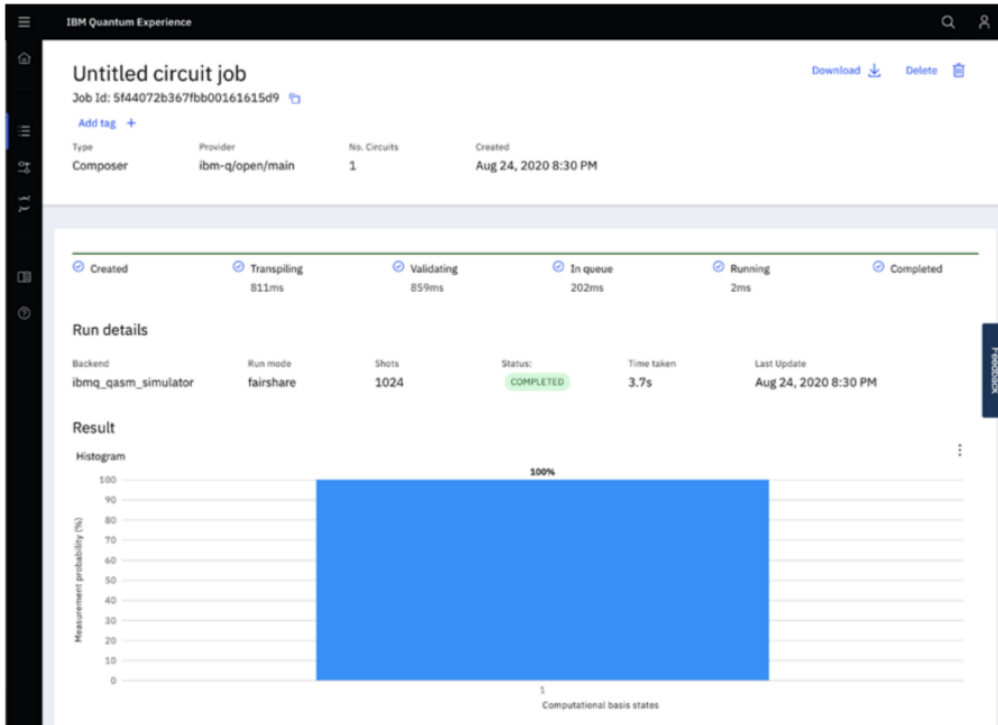 IBM Quantum Experience
Untitled circuit job
Download
Delete
Job Id: 5f44072b367fbb00161615d9
Add tag +
Type Provider No. Circuits Created
Composer ibm-q/open/main 1 Aug 24, 2020 8:30 PM
Created Transpiling Validating In queue Running Completed
811ms 859ms 202ms 2ms
Run details
Backend Run mode Shots Status: Time taken Last Update
ibmq_qasm_simulator fairshare 1024 COMPLETED 3.7s Aug 24, 2020 8:30 PM
Feedback
Result
Histogram
100%
100
90
80
70
60
50
40
30
20
10
0
Measurement probability (%)
1
Computational basis states